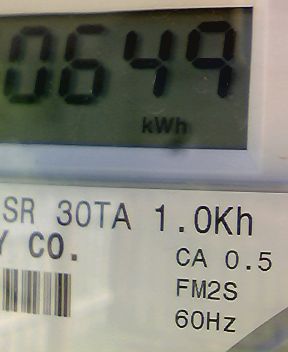 0649
kWh
SR 30TA 1.0Kh
Y CO.
CA 0.5
FM2S
60Hz